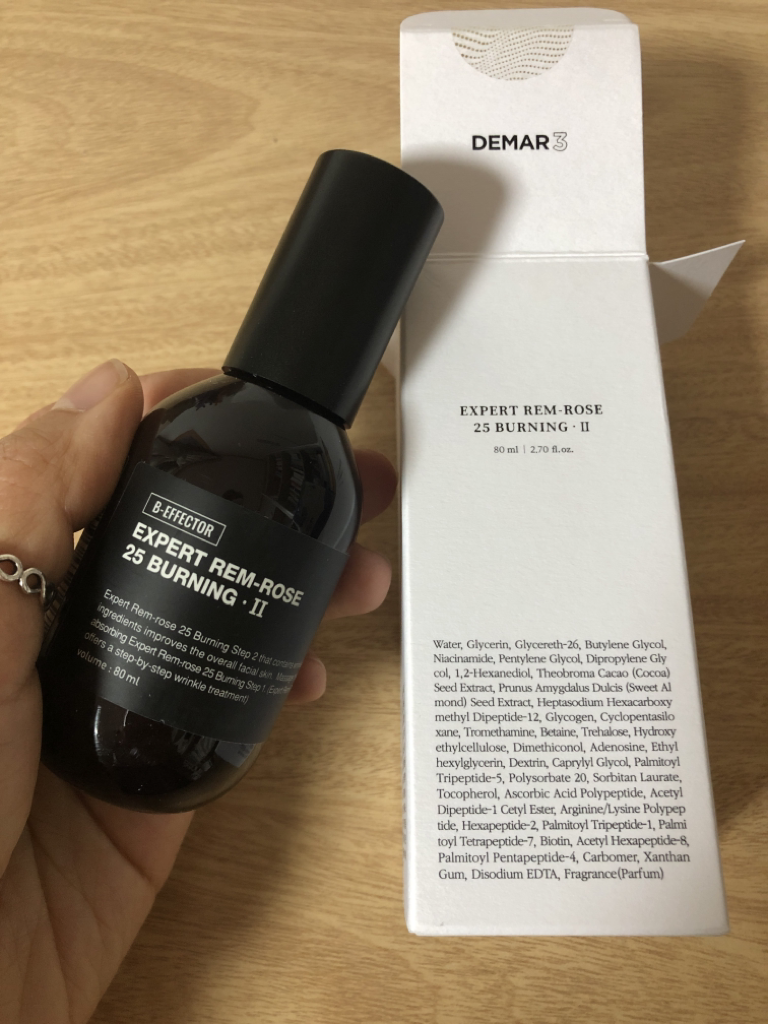 DEMAR3
EXPERT REM-ROSE
25 BURNING · II
80 ml | 2.70 fl.oz.
Water, Glycerin, Glycereth-26, Butylene Glycol,
Niacinamide, Pentylene Glycol, Dipropylene Gly
col, 1,2-Hexanediol, Theobroma Cacao (Cocoa)
Seed Extract, Prunus Amygdalus Dulcis (Sweet Al
mond) Seed Extract, Heptasodium Hexacarboxy
methyl Dipeptide-12, Glycogen, Cyclopentasilo
xane, Tromethamine, Betaine, Trehalose, Hydroxy
ethylcellulose, Dimethiconol, Adenosine, Ethyl
hexylglycerin, Dextrin, Caprylyl Glycol, Palmitoyl
Tripeptide-5, Polysorbate 20, Sorbitan Laurate,
Tocopherol, Ascorbic Acid Polypeptide, Acetyl
Dipeptide-1 Cetyl Ester, Arginine/Lysine Polypep
tide, Hexapeptide-2, Palmitoyl Tripeptide-1, Palmi
toyl Tetrapeptide-7, Biotin, Acetyl Hexapeptide-8,
Palmitoyl Pentapeptide-4, Carbomer, Xanthan
Gum, Disodium EDTA, Fragrance(Parfum)
B-EFFECTOR
EXPERT REM-ROSE
25 BURNING · II
Expert Rem-rose 25 Burning Step 2 that contains
ingredients improves the overall facial skin.
absorbing Expert Rem-rose 25 Burning Step 1
offers a step-by-step wrinkle treatment)
volume : 80ml